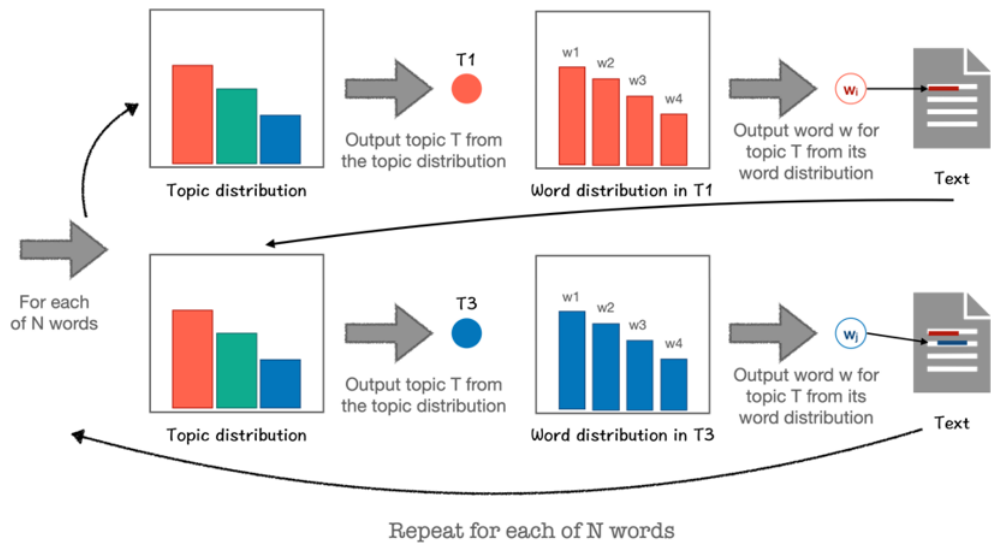 T1
w1
w2
w3
w4
wᵢ
Output topic T from
the topic distribution
Output word w for
topic T from its
word distribution
Topic distribution
Word distribution in T1
Text
For each
of N words
T3
w1
w2
w3
w4
wⱼ
Output topic T from
the topic distribution
Output word w for
topic T from its
word distribution
Topic distribution
Word distribution in T3
Text
Repeat for each of N words